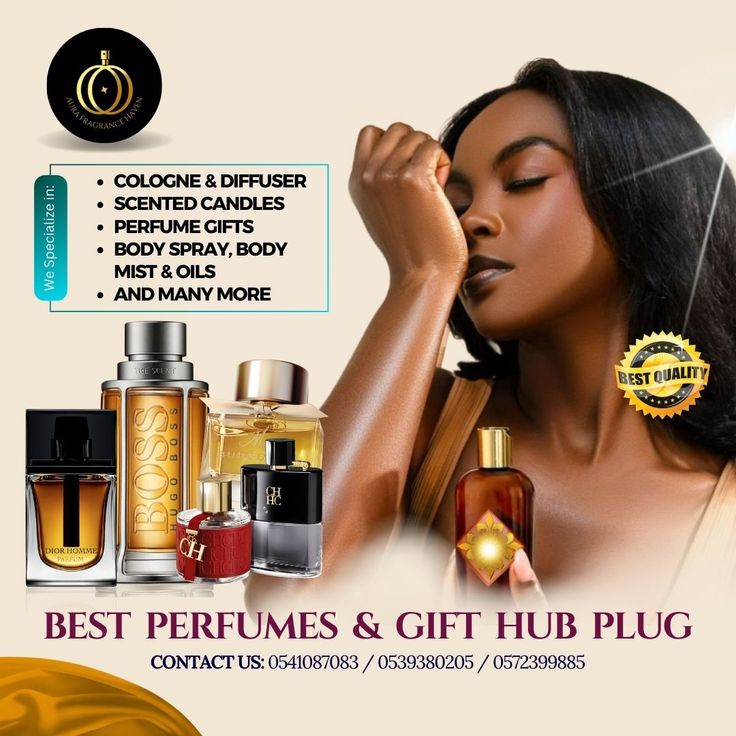 AURA FRAGRANCE HAVEN
We Specialize in:
• COLOGNE & DIFFUSER
• SCENTED CANDLES
• PERFUME GIFTS
• BODY SPRAY, BODY
MIST & OILS
• AND MANY MORE
THE SCENT
BOSS
HUGO BOSS
DIOR HOMME
PARFUM
CH
CH
HC
BEST QUALITY
BEST PERFUMES & GIFT HUB PLUG
CONTACT US: 0541087083 / 0539380205 / 0572399885